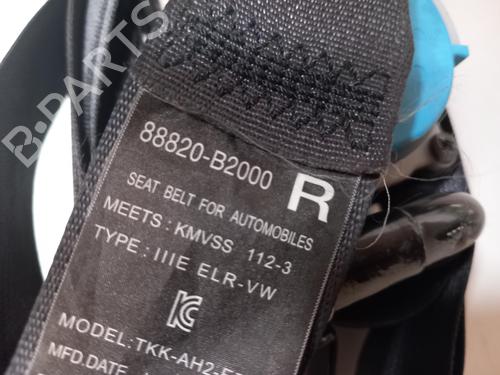 B-PARTS
88820-B2000
R
SEAT BELT FOR AUTOMOBILES
MEETS : KMVSS 112-3
TYPE : IIIE ELR-VW
KC
MODEL: TKK-AH2-
MFD.DATE